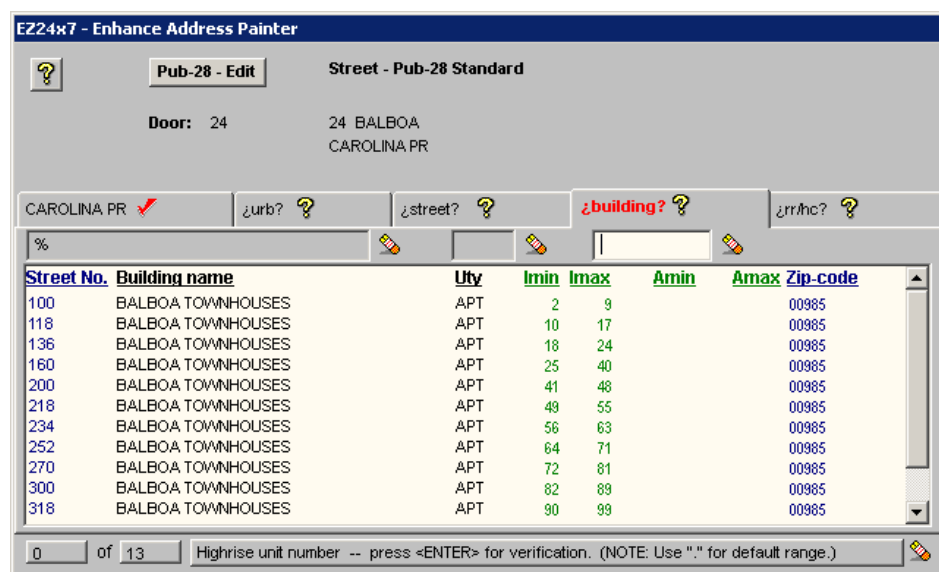 EZ24x7 - Enhance Address Painter
Pub-28 - Edit Street - Pub-28 Standard
Door: 24 24 BALBOA
CAROLINA PR
CAROLINA PR ¿urb? ¿street? ¿building? ¿rr/hc?
%
Street No. Building name Uty Imin Imax Amin Amax Zip-code
100 BALBOA TOWNHOUSES APT 2 9 00985
118 BALBOA TOWNHOUSES APT 10 17 00985
136 BALBOA TOWNHOUSES APT 18 24 00985
160 BALBOA TOWNHOUSES APT 25 40 00985
200 BALBOA TOWNHOUSES APT 41 48 00985
218 BALBOA TOWNHOUSES APT 49 55 00985
234 BALBOA TOWNHOUSES APT 56 63 00985
252 BALBOA TOWNHOUSES APT 64 71 00985
270 BALBOA TOWNHOUSES APT 72 81 00985
300 BALBOA TOWNHOUSES APT 82 89 00985
318 BALBOA TOWNHOUSES APT 90 99 00985
0 of 13 Highrise unit number -- press <ENTER> for verification. (NOTE: Use "." for default range.)